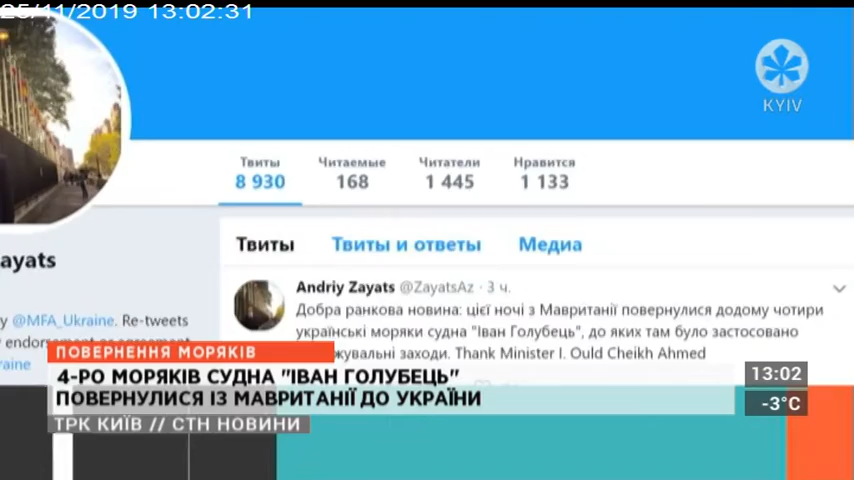 25/11/2019 13:02:31
KYIV
Твиты Читаемые Читатели Нравится
8 930 168 1 445 1 133
ayats
Твиты Твиты и ответы Медиа
Andriy Zayats @ZayatsAz · 3 ч.
Добра ранкова новина: цієї ночі з Мавританії повернулися додому чотири
українські моряки судна "Іван Голубець", до яких там було застосовано
жувальні заходи. Thank Minister I. Ould Cheikh Ahmed
y @MFA_Ukraine. Re-tweets
raine
ПОВЕРНЕННЯ МОРЯКІВ
4-РО МОРЯКІВ СУДНА "ІВАН ГОЛУБЕЦЬ"
ПОВЕРНУЛИСЯ ІЗ МАВРИТАНІЇ ДО УКРАЇНИ
ТРК КИЇВ // СТН НОВИНИ
13:02
-3°C